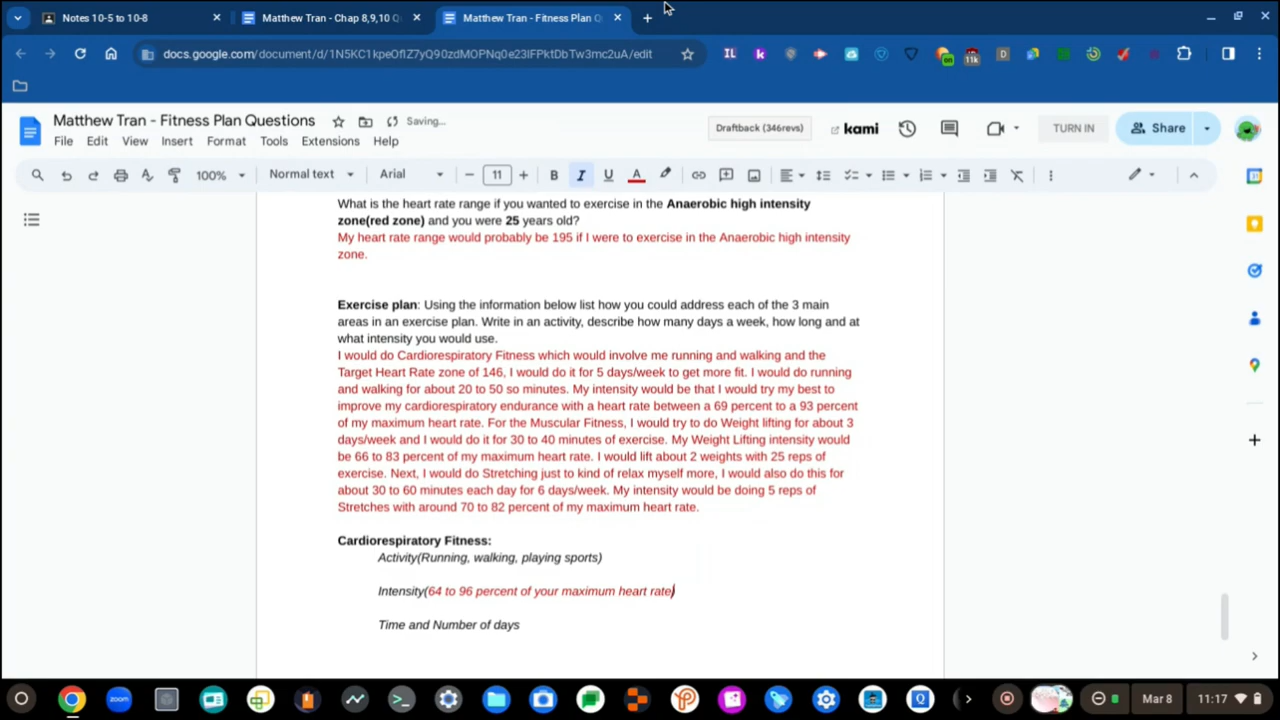 Notes 10-5 to 10-8
Matthew Tran - Chap 8,9,10 Q
Matthew Tran - Fitness Plan Q
docs.google.com/document/d/1N5KC1kpeOfIZ7yQ90zdMOPNq0e23IFPktDbTw3mc2uA/edit
Matthew Tran - Fitness Plan Questions
Saving...
File Edit View Insert Format Tools Extensions Help
Draftback (346revs)
kami
TURN IN
Share
100% Normal text Arial 11
What is the heart rate range if you wanted to exercise in the Anaerobic high intensity
zone(red zone) and you were 25 years old?
My heart rate range would probably be 195 if I were to exercise in the Anaerobic high intensity
zone.
Exercise plan: Using the information below list how you could address each of the 3 main
areas in an exercise plan. Write in an activity, describe how many days a week, how long and at
what intensity you would use.
I would do Cardiorespiratory Fitness which would involve me running and walking and the
Target Heart Rate zone of 146, I would do it for 5 days/week to get more fit. I would do running
and walking for about 20 to 50 so minutes. My intensity would be that I would try my best to
improve my cardiorespiratory endurance with a heart rate between a 69 percent to a 93 percent
of my maximum heart rate. For the Muscular Fitness, I would try to do Weight lifting for about 3
days/week and I would do it for 30 to 40 minutes of exercise. My Weight Lifting intensity would
be 66 to 83 percent of my maximum heart rate. I would lift about 2 weights with 25 reps of
exercise. Next, I would do Stretching just to kind of relax myself more, I would also do this for
about 30 to 60 minutes each day for 6 days/week. My intensity would be doing 5 reps of
Stretches with around 70 to 82 percent of my maximum heart rate.
Cardiorespiratory Fitness:
Activity(Running, walking, playing sports)
Intensity(64 to 96 percent of your maximum heart rate)
Time and Number of days
zoom
Mar 8
11:17